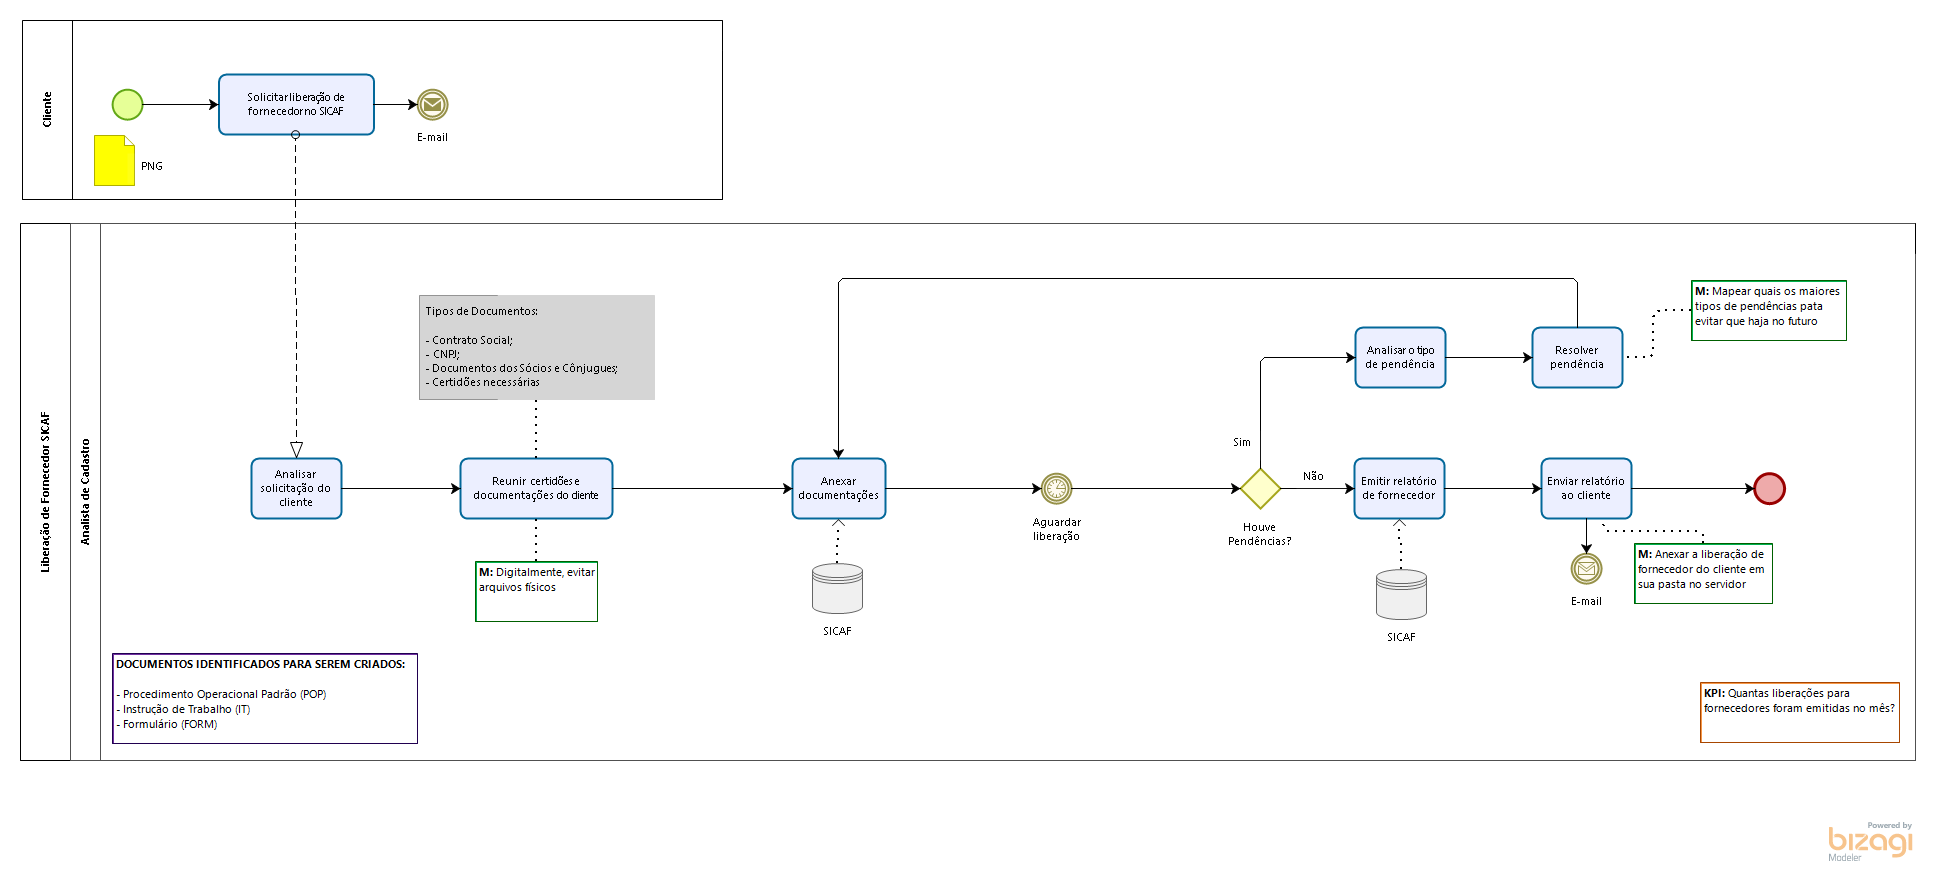 Cliente
Solicitar liberação de
fornecedor no SICAF
E-mail
PNG
Liberação de Fornecedor SICAF
Analista de Cadastro
Tipos de Documentos:
- Contrato Social;
- CNPJ;
- Documentos dos Sócios e Cônjugues;
- Certidões necessárias
M: Mapear quais os maiores
tipos de pendências pata
evitar que haja no futuro
Analisar o tipo
de pendência
Resolver
pendência
Sim
Analisar
solicitação do
cliente
Reunir certidões e
documentações do cliente
Anexar
documentações
Aguardar
liberação
Houve
Pendências?
Não
Emitir relatório
de fornecedor
Enviar relatório
ao cliente
M: Digitalmente, evitar
arquivos físicos
SICAF
SICAF
E-mail
M: Anexar a liberação de
fornecedor do cliente em
sua pasta no servidor
DOCUMENTOS IDENTIFICADOS PARA SEREM CRIADOS:
- Procedimento Operacional Padrão (POP)
- Instrução de Trabalho (IT)
- Formulário (FORM)
KPI: Quantas liberações para
fornecedores foram emitidas no mês?
Powered by
bizagi
Modeler